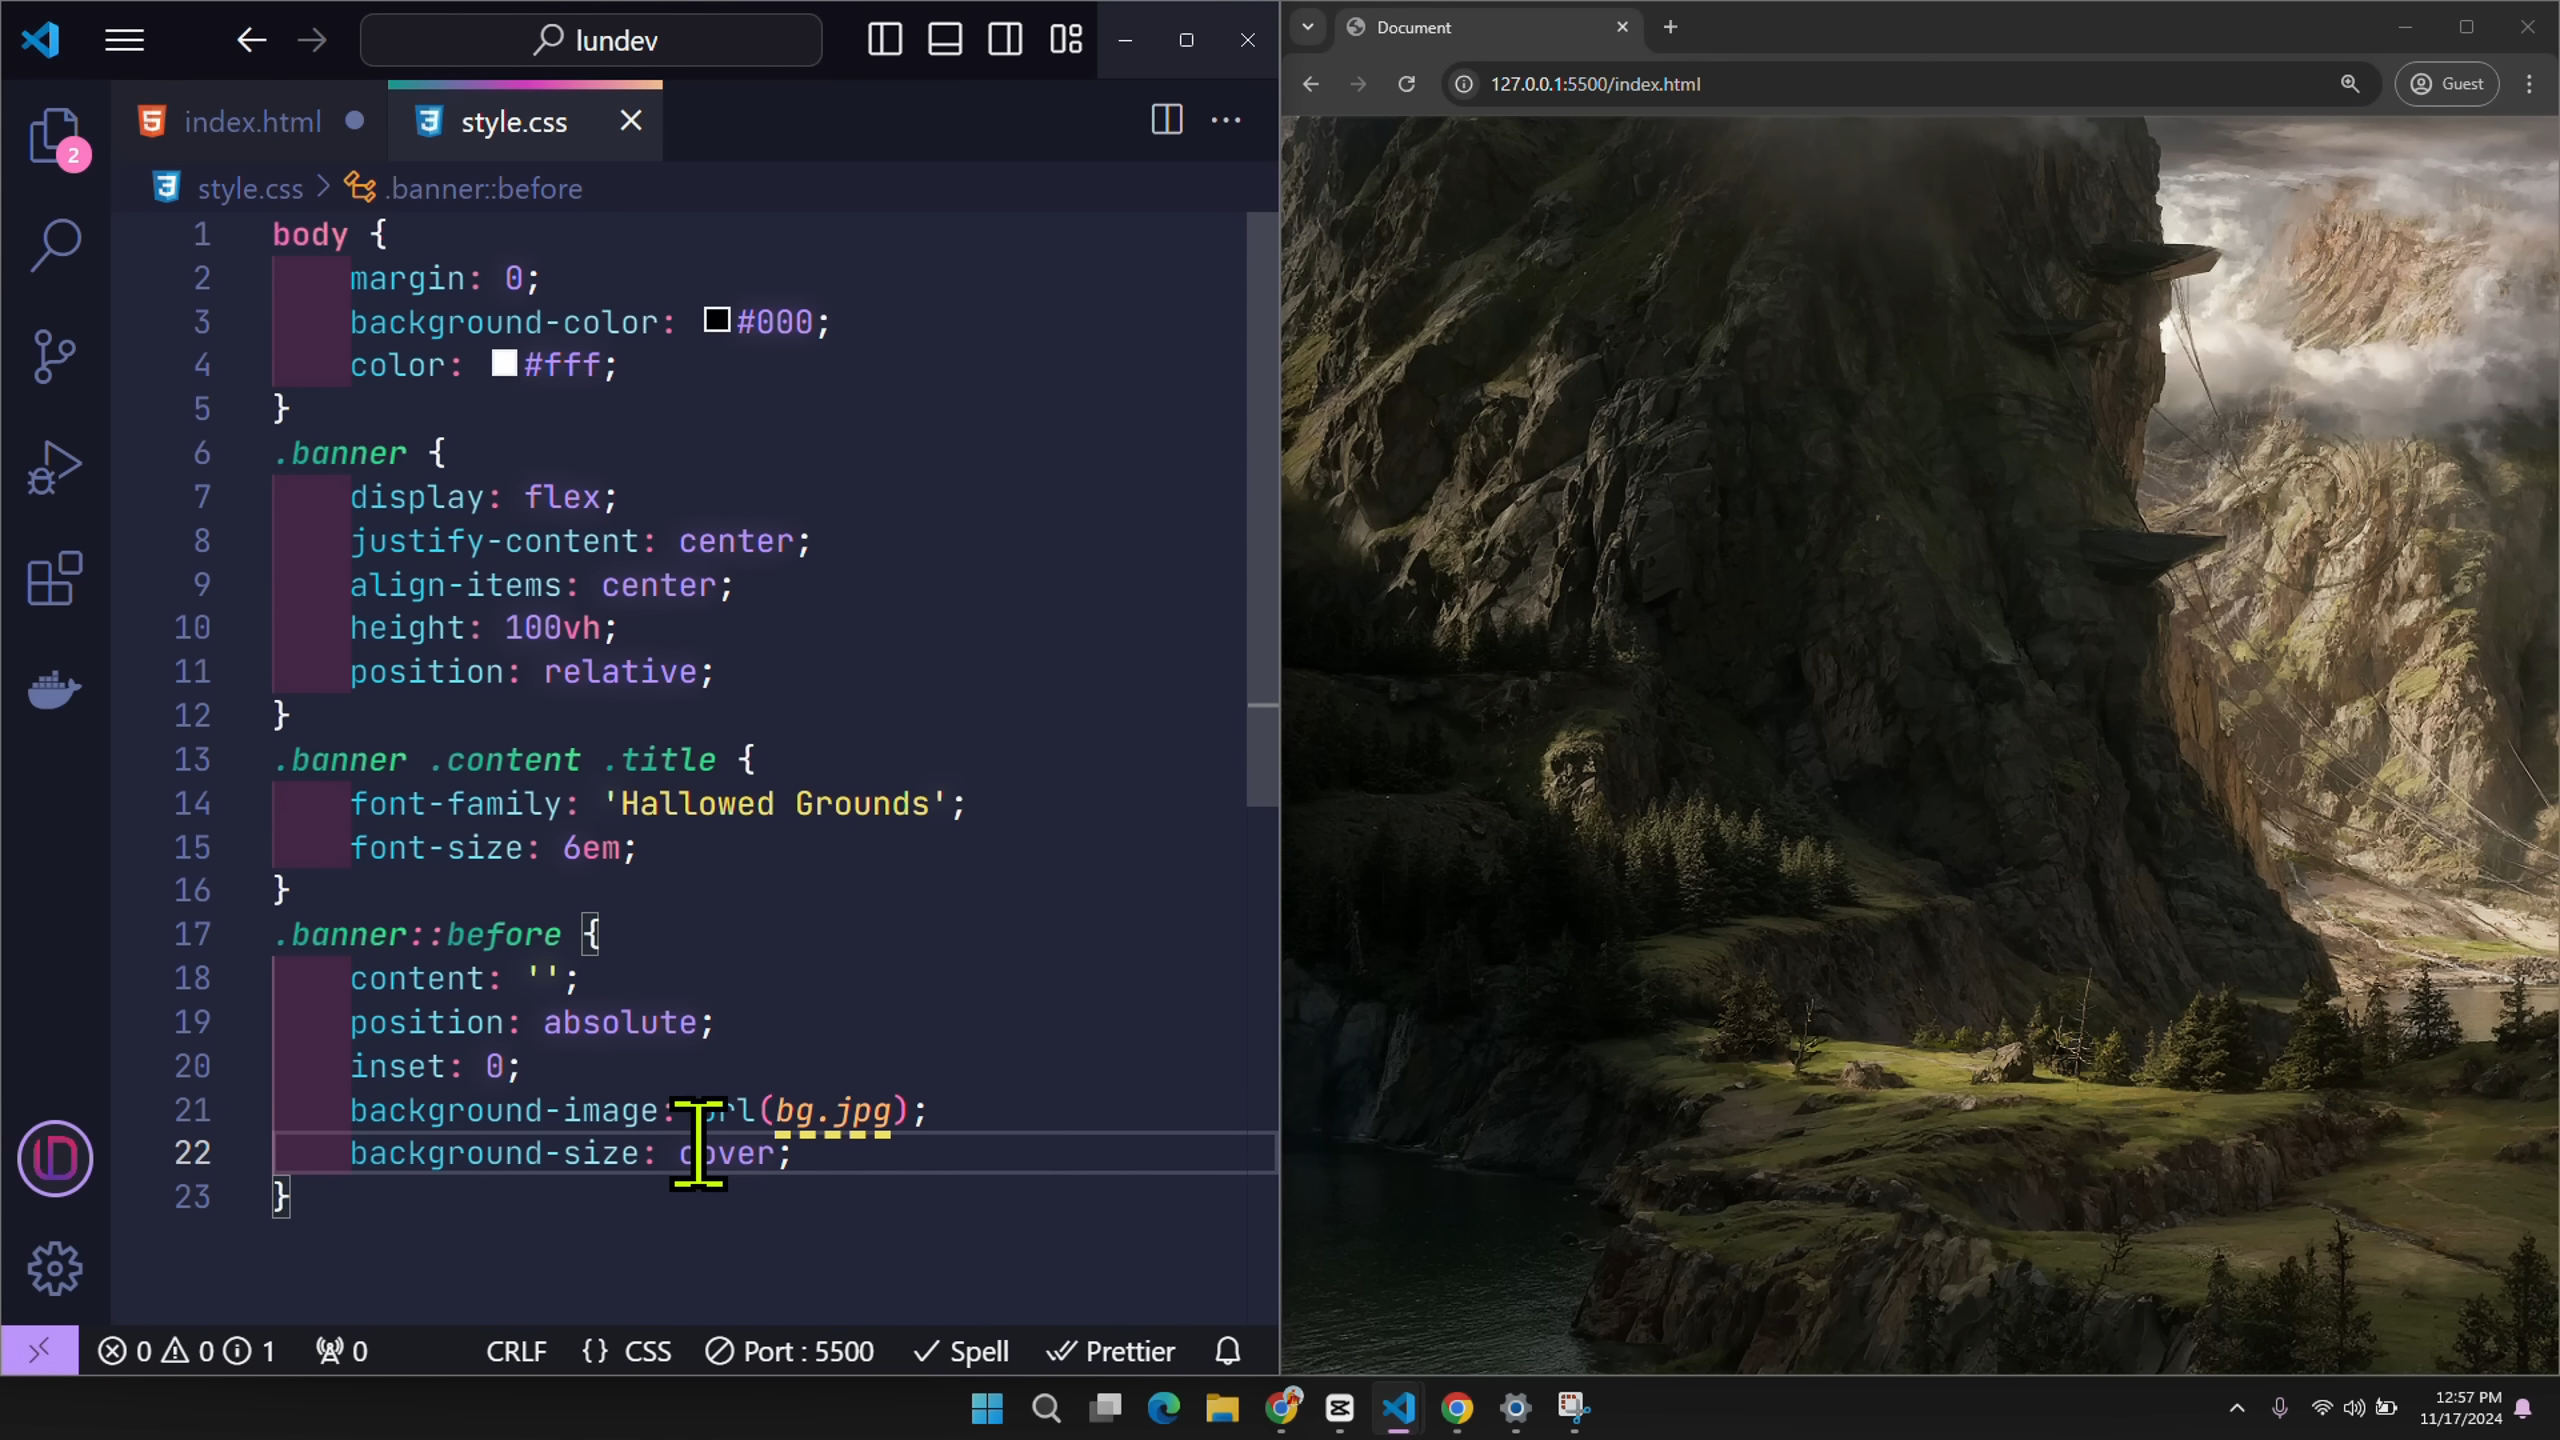 lundev
index.html
style.css
2
style.css > .banner::before
1 body {
2 margin: 0;
3 background-color: #000;
4 color: #fff;
5 }
6 .banner {
7 display: flex;
8 justify-content: center;
9 align-items: center;
10 height: 100vh;
11 position: relative;
12 }
13 .banner .content .title {
14 font-family: 'Hallowed Grounds';
15 font-size: 6em;
16 }
17 .banner::before {
18 content: '';
19 position: absolute;
20 inset: 0;
21 background-image: url(bg.jpg);
22 background-size: cover;
23 }
0 0 1 0 CRLF {} CSS Port : 5500 Spell Prettier
Document
127.0.0.1:5500/index.html
Guest
12:57 PM
11/17/2024